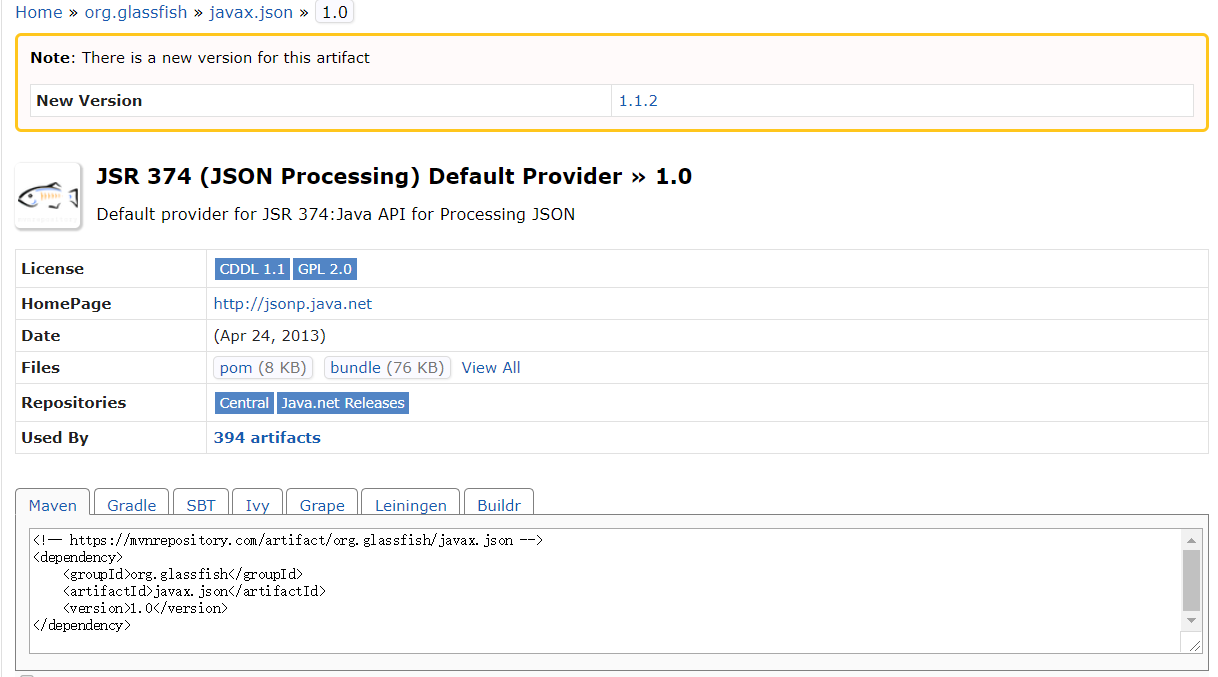 Home » org.glassfish » javax.json » 1.0
Note: There is a new version for this artifact
New Version 1.1.2
JSR 374 (JSON Processing) Default Provider » 1.0
Default provider for JSR 374:Java API for Processing JSON
License CDDL 1.1 GPL 2.0
HomePage http://jsonp.java.net
Date (Apr 24, 2013)
Files pom (8 KB) bundle (76 KB) View All
Repositories Central Java.net Releases
Used By 394 artifacts
Maven Gradle SBT Ivy Grape Leiningen Buildr
<!-- https://mvnrepository.com/artifact/org.glassfish/javax.json -->
<dependency>
    <groupId>org.glassfish</groupId>
    <artifactId>javax.json</artifactId>
    <version>1.0</version>
</dependency>